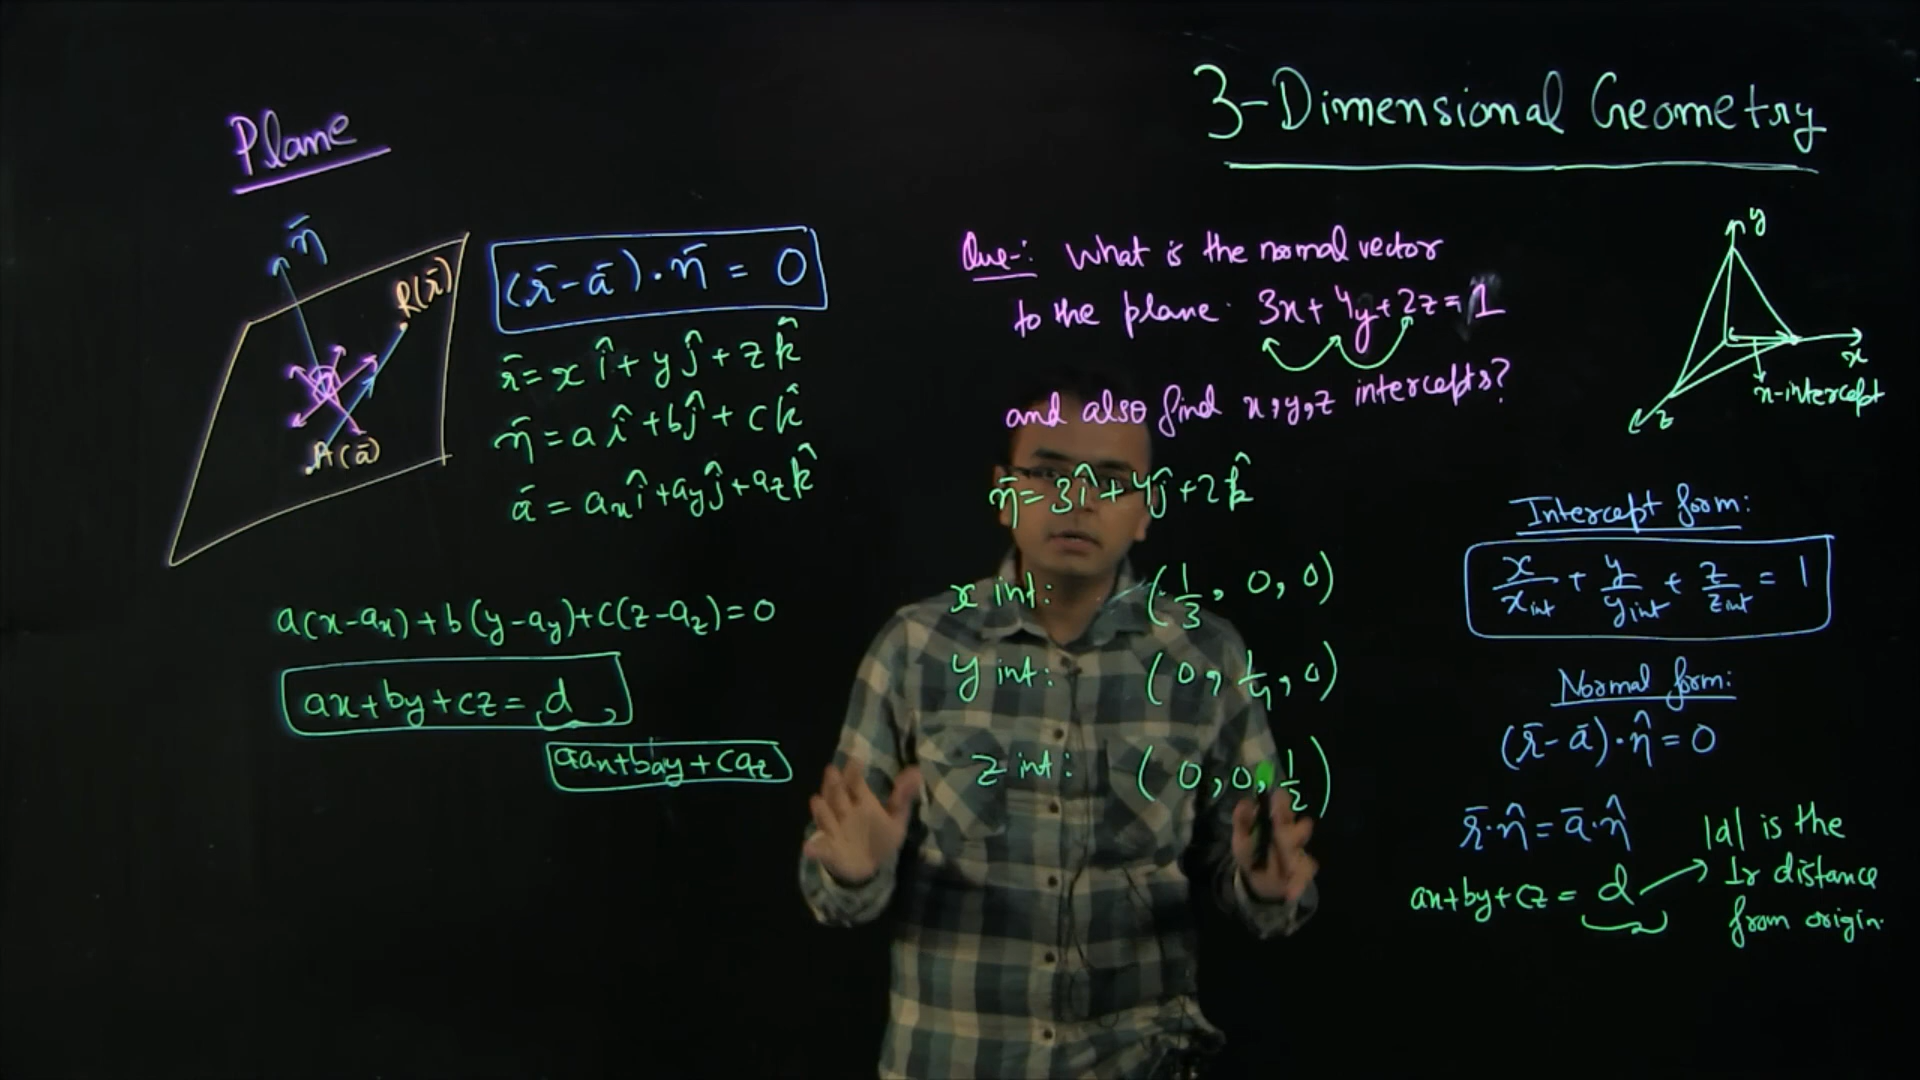 3-Dimensional Geometry
Plane
n̄
R(r̄)
A(ā)
(r̄-ā)·n̄ = 0
r̄ = x î + y ĵ + z k̂
n̄ = a î + b ĵ + c k̂
ā = aₓ î + a_y ĵ + a_z k̂
a(x-aₓ)+b(y-a_y)+c(z-a_z)=0
ax+by+cz = d
aaₓ+ba_y+ca_z
Que-: What is the normal vector
to the plane 3x+4y+2z=1
and also find x,y,z intercepts?
n̄=3î+4ĵ+2k̂
x int: (1/3, 0, 0)
y int: (0, 1/4, 0)
z int: (0, 0, 1/2)
y
x
x-intercept
z
Intercept form:
x/x_int + y/y_int + z/z_int = 1
Normal form:
(r̄-ā)·n̂ = 0
r̄·n̂ = ā·n̂
ax+by+cz = d
|d| is the
⊥r distance
from origin.